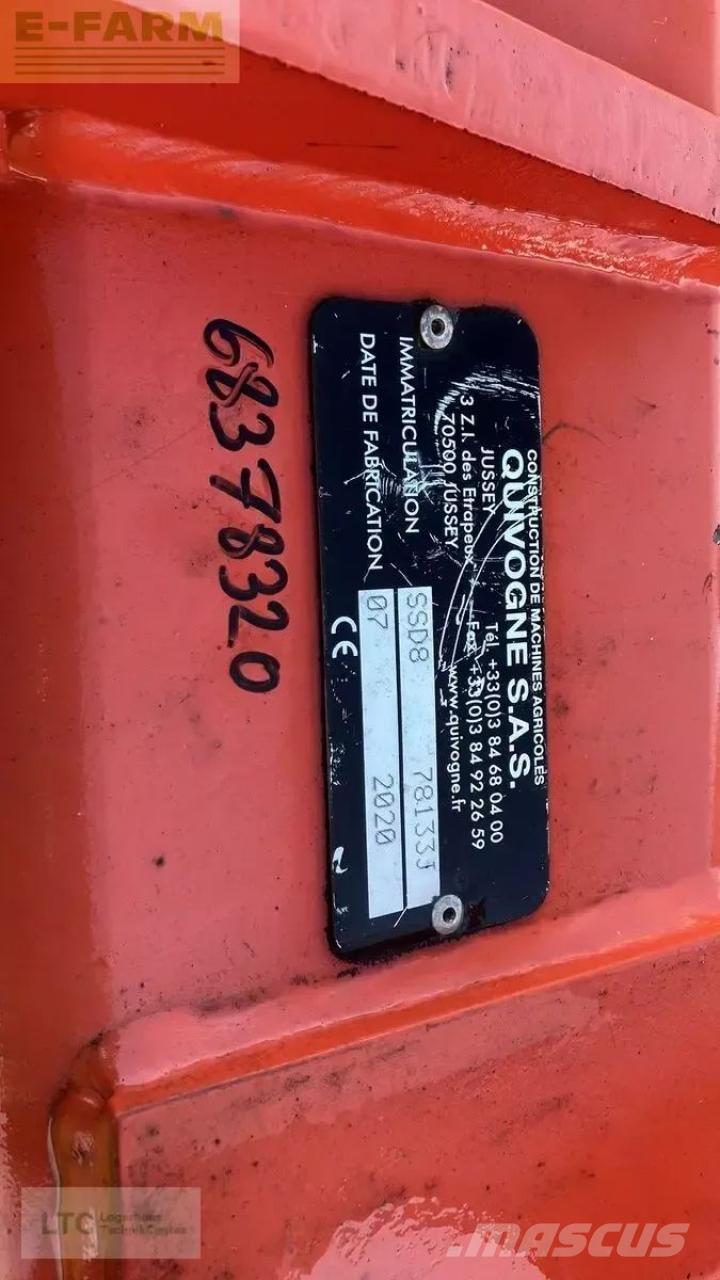 E-FARM
CONSTRUCTION DE MACHINES AGRICOLES
QUIVOGNE S.A.S.
JUSSEY Tél. +33(0)3 84 68 04 00
3 Z.I. des Etrapeux - Fax. +33(0)3 84 92 26 59
70500 JUSSEY www.quivogne.fr
IMMATRICULATION SSD8 78133J
DATE DE FABRICATION 07 2020
CE
68378320
LTC
mascus